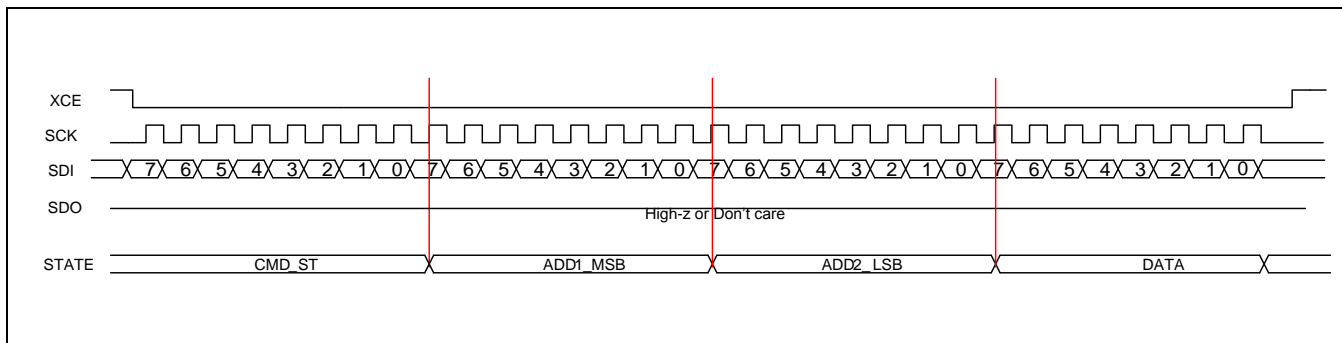 XCE
SCK
SDI 7 6 5 4 3 2 1 0 7 6 5 4 3 2 1 0 7 6 5 4 3 2 1 0 7 6 5 4 3 2 1 0
SDO
High-z or Don't care
STATE CMD_ST ADD1_MSB ADD2_LSB DATA